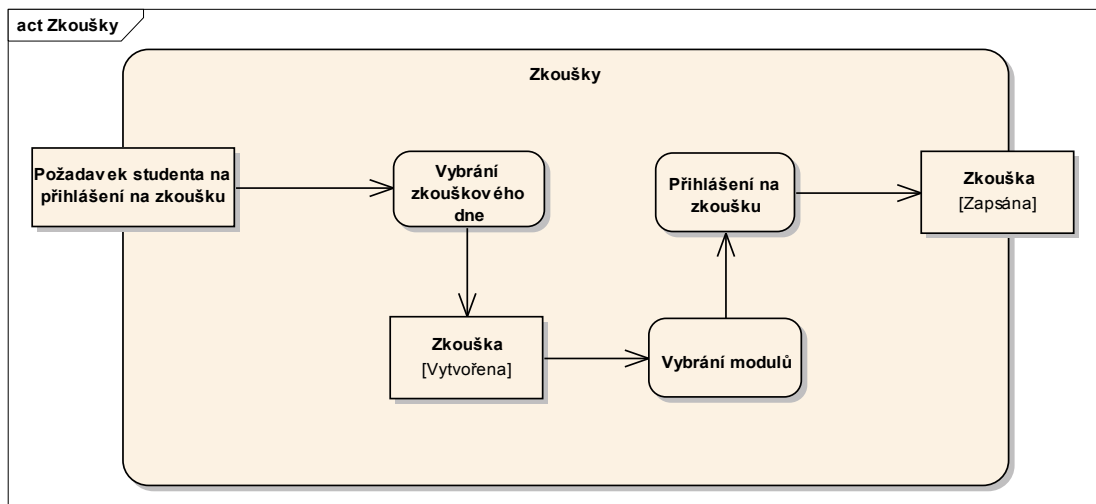 act Zkoušky
Zkoušky
Požadavek studenta na
přihlášení na zkoušku
Vybrání
zkouškového
dne
Zkouška
[Vytvořena]
Vybrání modulů
Přihlášení na
zkoušku
Zkouška
[Zapsána]